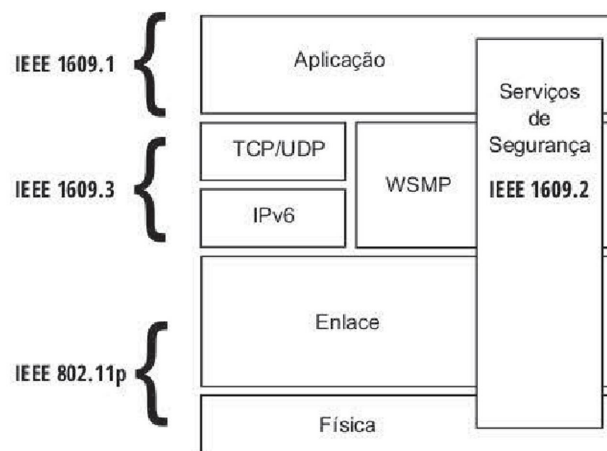 IEEE 1609.1
Aplicação
Serviços
de
Segurança
IEEE 1609.2
IEEE 1609.3
TCP/UDP
IPv6
WSMP
Enlace
IEEE 802.11p
Física